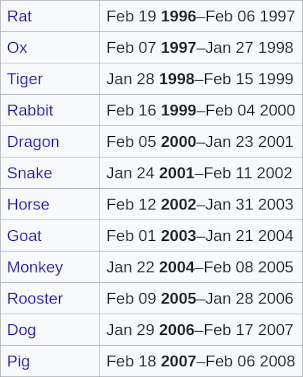 Rat Feb 19 1996–Feb 06 1997
Ox Feb 07 1997–Jan 27 1998
Tiger Jan 28 1998–Feb 15 1999
Rabbit Feb 16 1999–Feb 04 2000
Dragon Feb 05 2000–Jan 23 2001
Snake Jan 24 2001–Feb 11 2002
Horse Feb 12 2002–Jan 31 2003
Goat Feb 01 2003–Jan 21 2004
Monkey Jan 22 2004–Feb 08 2005
Rooster Feb 09 2005–Jan 28 2006
Dog Jan 29 2006–Feb 17 2007
Pig Feb 18 2007–Feb 06 2008